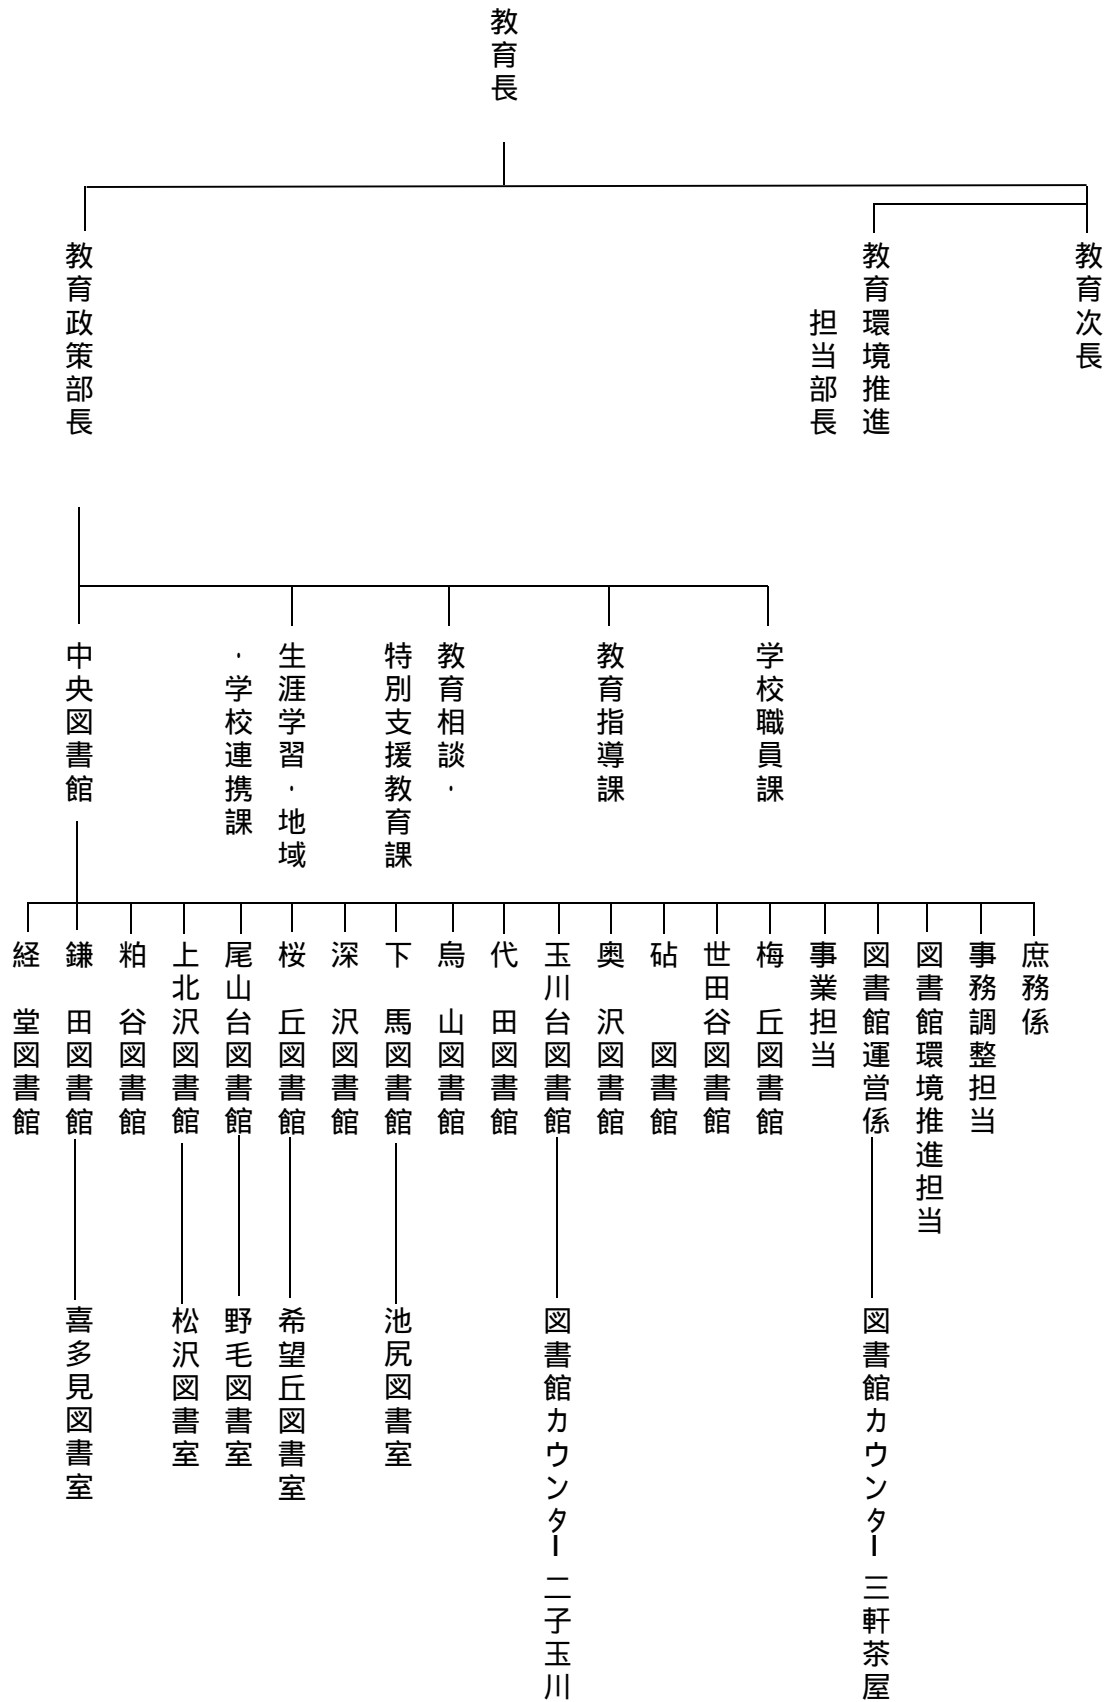 教育長
教育次長
教育環境推進
担当部長
教育政策部長
学校職員課
教育指導課
教育相談・
特別支援教育課
生涯学習・地域
・学校連携課
中央図書館
庶務係
事務調整担当
図書館環境推進担当
図書館運営係
事業担当
梅　丘図書館
世田谷図書館
砧　　図書館
奥　沢図書館
玉川台図書館
代　田図書館
烏　山図書館
下　馬図書館
深　沢図書館
桜　丘図書館
尾山台図書館
上北沢図書館
粕　谷図書館
鎌　田図書館
経　堂図書館
図書館カウンター三軒茶屋
図書館カウンター二子玉川
池尻図書室
希望丘図書室
野毛図書室
松沢図書室
喜多見図書室